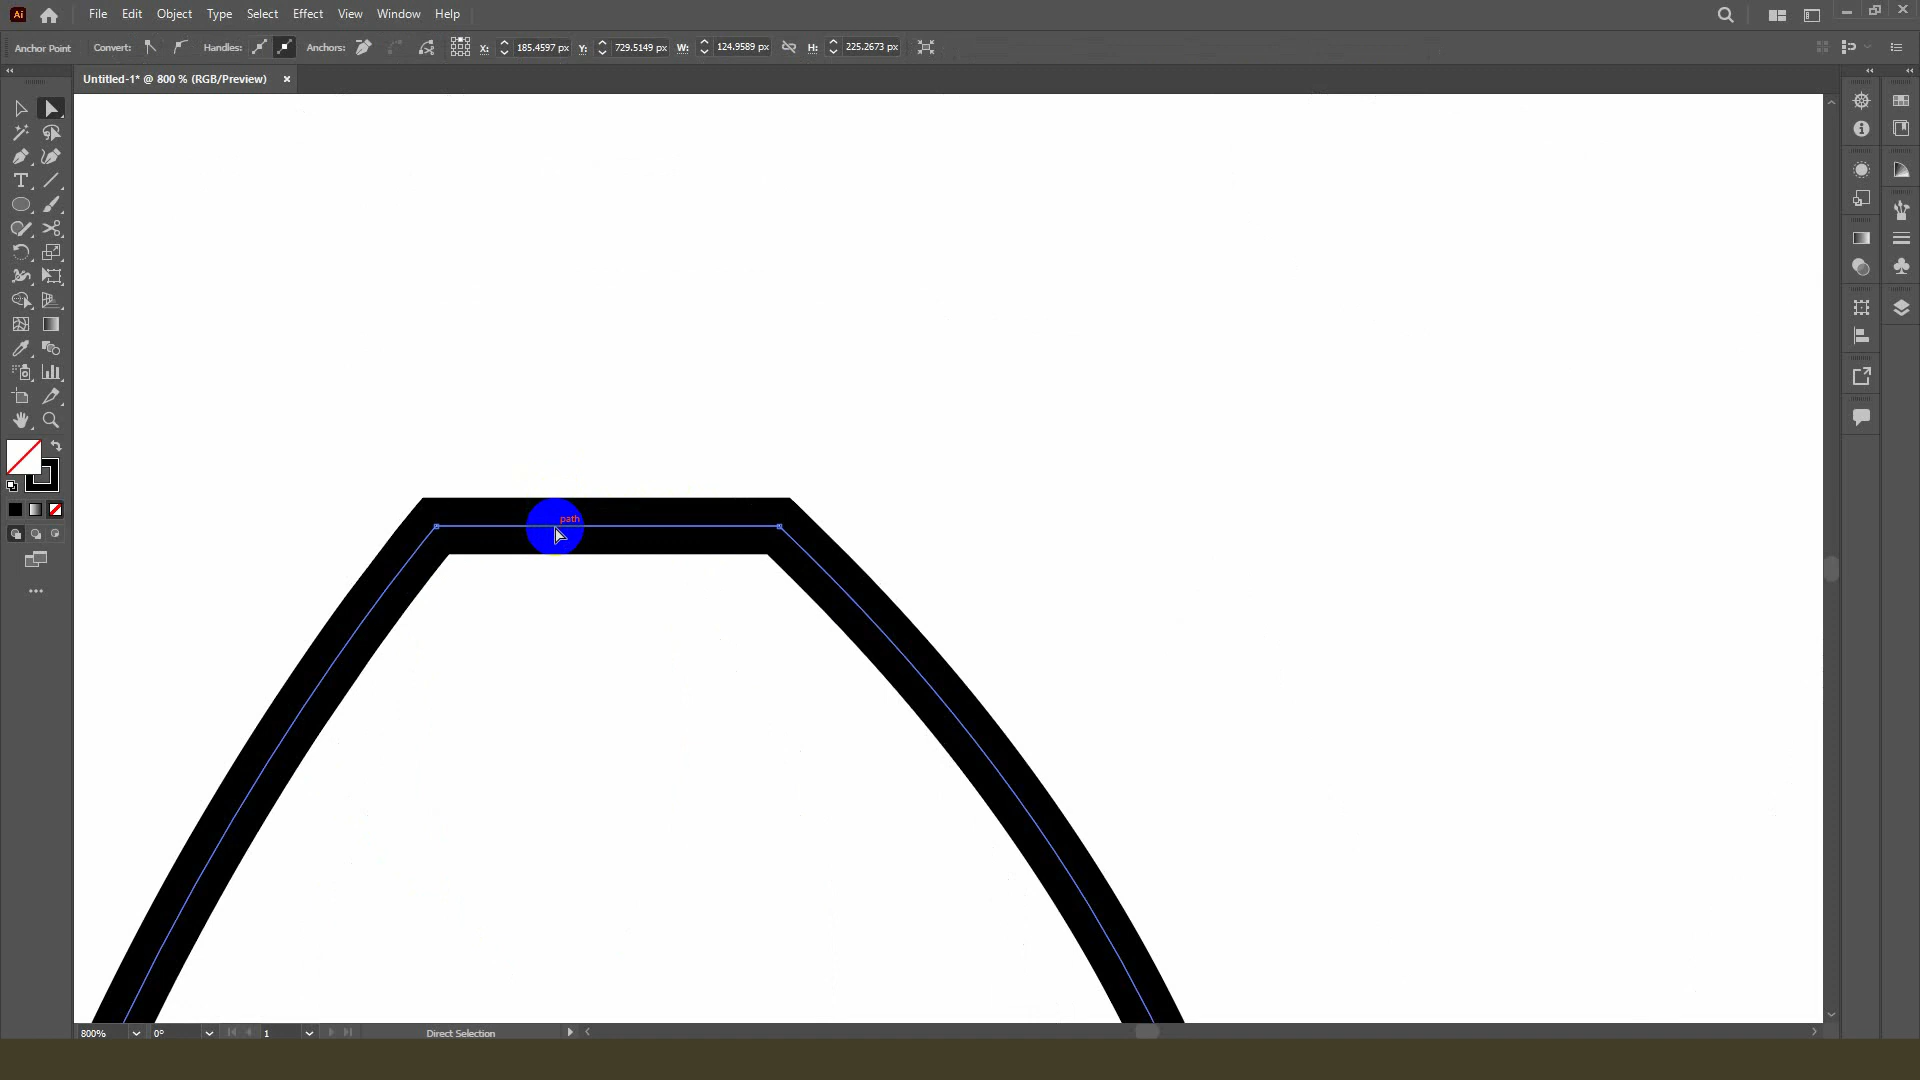 Ai File Edit Object Type Select Effect View Window Help
Anchor Point Convert: Handles: Anchors: X: 185.4597 px Y: 729.5149 px W: 124.9589 px H: 225.2673 px
Untitled-1* @ 800 % (RGB/Preview) ×
path
800% 0° 1 Direct Selection